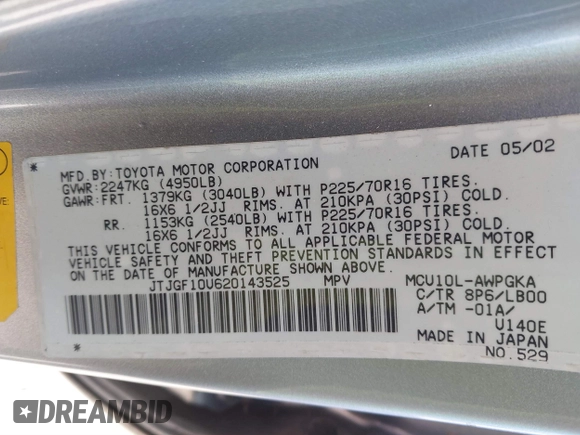 MFD.BY:TOYOTA MOTOR CORPORATION DATE 05/02
GVWR:2247KG (4950LB)
GAWR:FRT. 1379KG (3040LB) WITH P225/70R16 TIRES.
16X6 1/2JJ RIMS. AT 210KPA (30PSI) COLD.
RR. 1153KG (2540LB) WITH P225/70R16 TIRES.
16X6 1/2JJ RIMS. AT 210KPA (30PSI) COLD.
THIS VEHICLE CONFORMS TO ALL APPLICABLE FEDERAL MOTOR
VEHICLE SAFETY AND THEFT PREVENTION STANDARDS IN EFFECT
ON THE DATE OF MANUFACTURE SHOWN ABOVE.
JTJGF10U620143525 MPV MCU10L-AWPGKA
C/TR 8P6/LB00
A/TM -01A/
U140E
MADE IN JAPAN
NO.529
DREAMBID